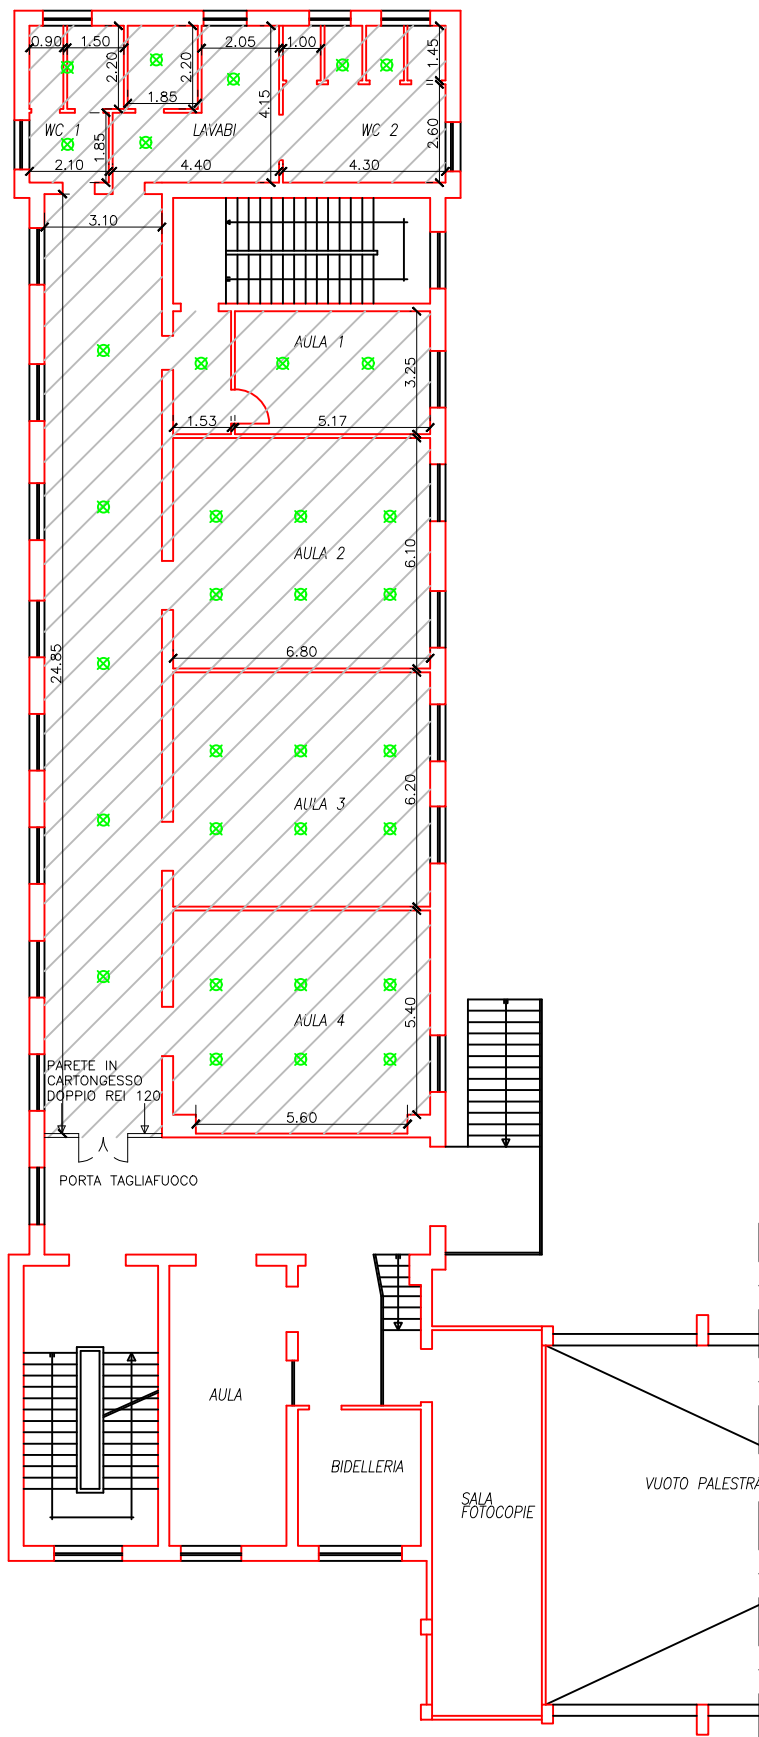 0.90
1.50
2.05
1.00
2.20
2.20
1.45
1.85
4.15
WC 1
LAVABI
WC 2
1.85
2.60
2.10
4.40
4.30
3.10
AULA 1
3.25
1.53
5.17
AULA 2
6.10
6.80
24.85
AULA 3
6.20
AULA 4
5.40
PARETE IN
CARTONGESSO
DOPPIO REI 120
5.60
PORTA TAGLIAFUOCO
AULA
BIDELLERIA
SALA
FOTOCOPIE
VUOTO PALESTRA